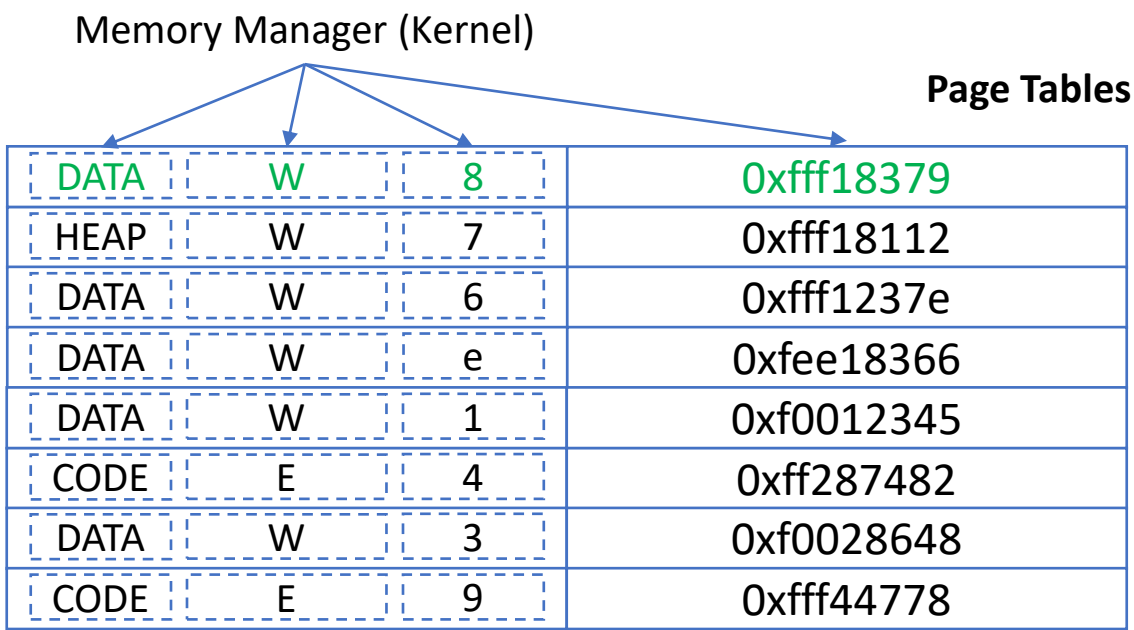 Memory Manager (Kernel)
Page Tables
DATA W 8 0xfff18379
HEAP W 7 0xfff18112
DATA W 6 0xfff1237e
DATA W e 0xfee18366
DATA W 1 0xf0012345
CODE E 4 0xff287482
DATA W 3 0xf0028648
CODE E 9 0xfff44778